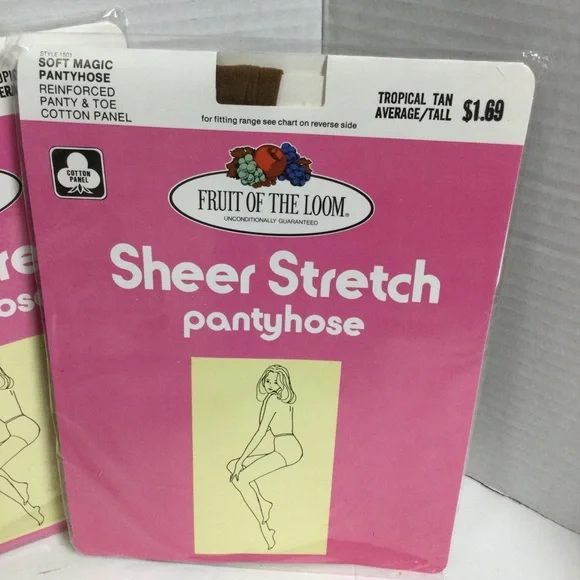 STYLE 1501
SOFT MAGIC
PANTYHOSE
REINFORCED
PANTY & TOE
COTTON PANEL
for fitting range see chart on reverse side
TROPICAL TAN
AVERAGE/TALL $1.69
COTTON
PANEL
FRUIT OF THE LOOM®
UNCONDITIONALLY GUARANTEED
Sheer Stretch
pantyhose